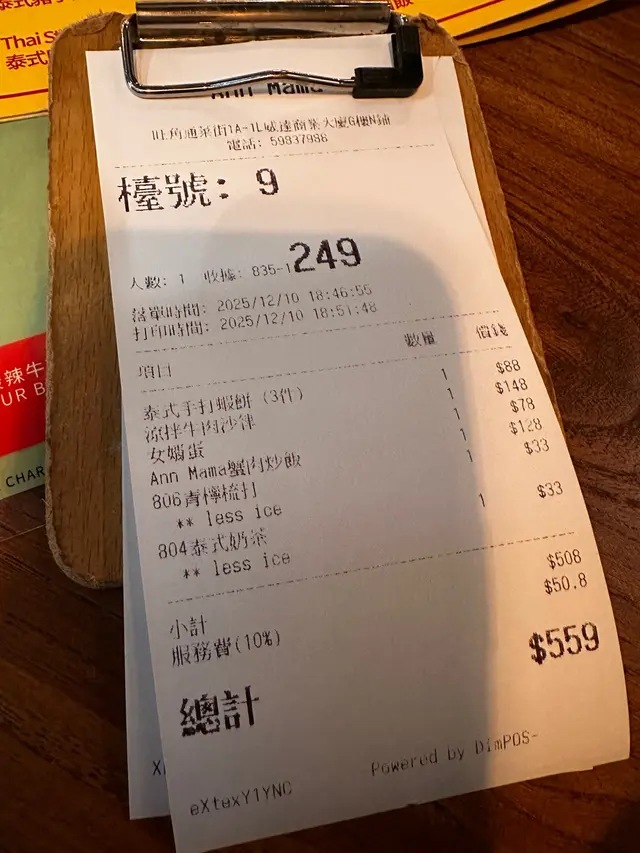 Thai S
泰式
辣牛
UR B
CHAR
Ann Mama
旺角通菜街1A-1L威達商業大廈G樓N舖
電話: 59837986
檯號: 9
人數: 1 收據: 835-1249
落單時間: 2025/12/10 18:46:55
打印時間: 2025/12/10 18:51:48
項目 數量 價錢
泰式手打蝦餅 (3件) 1 $88
涼拌牛肉沙律 1 $148
女媧蛋 1 $78
Ann Mama蟹肉炒飯 1 $128
806青檸梳打 1 $33
** less ice
804泰式奶茶 1 $33
** less ice
小計 $508
服務費(10%) $50.8
總計 $559
eXtexY1YNC Powered by DimPOS-